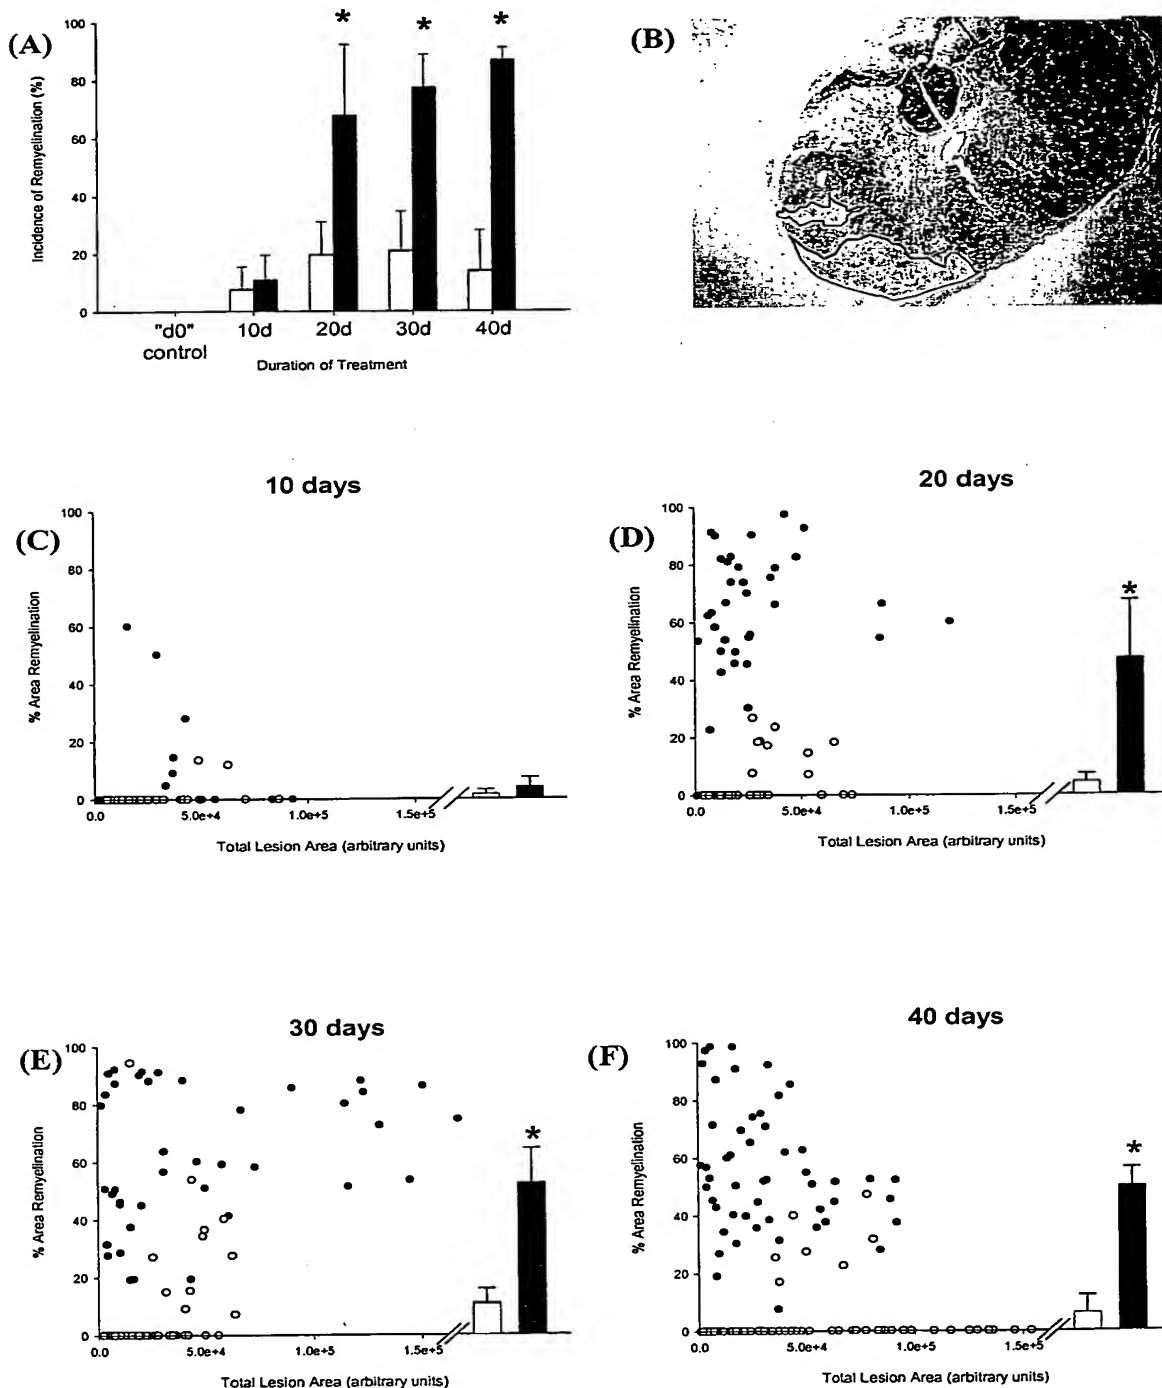 (A)
Incidence of Remyelination (%)
100
80
60
40
20
0
*
*
*
"d0"
control
10d
20d
30d
40d
Duration of Treatment
(B)
10 days
(C)
% Area Remyelination
100
80
60
40
20
0
0.0
5.0e+4
1.0e+5
1.5e+5
Total Lesion Area (arbitrary units)
20 days
(D)
% Area Remyelination
100
80
60
40
20
0
*
0.0
5.0e+4
1.0e+5
1.5e+5
Total Lesion Area (arbitrary units)
30 days
(E)
% Area Remyelination
100
80
60
40
20
0
*
0.0
5.0e+4
1.0e+5
1.5e+5
Total Lesion Area (arbitrary units)
40 days
(F)
% Area Remyelination
100
80
60
40
20
0
*
0.0
5.0e+4
1.0e+5
1.5e+5
Total Lesion Area (arbitrary units)